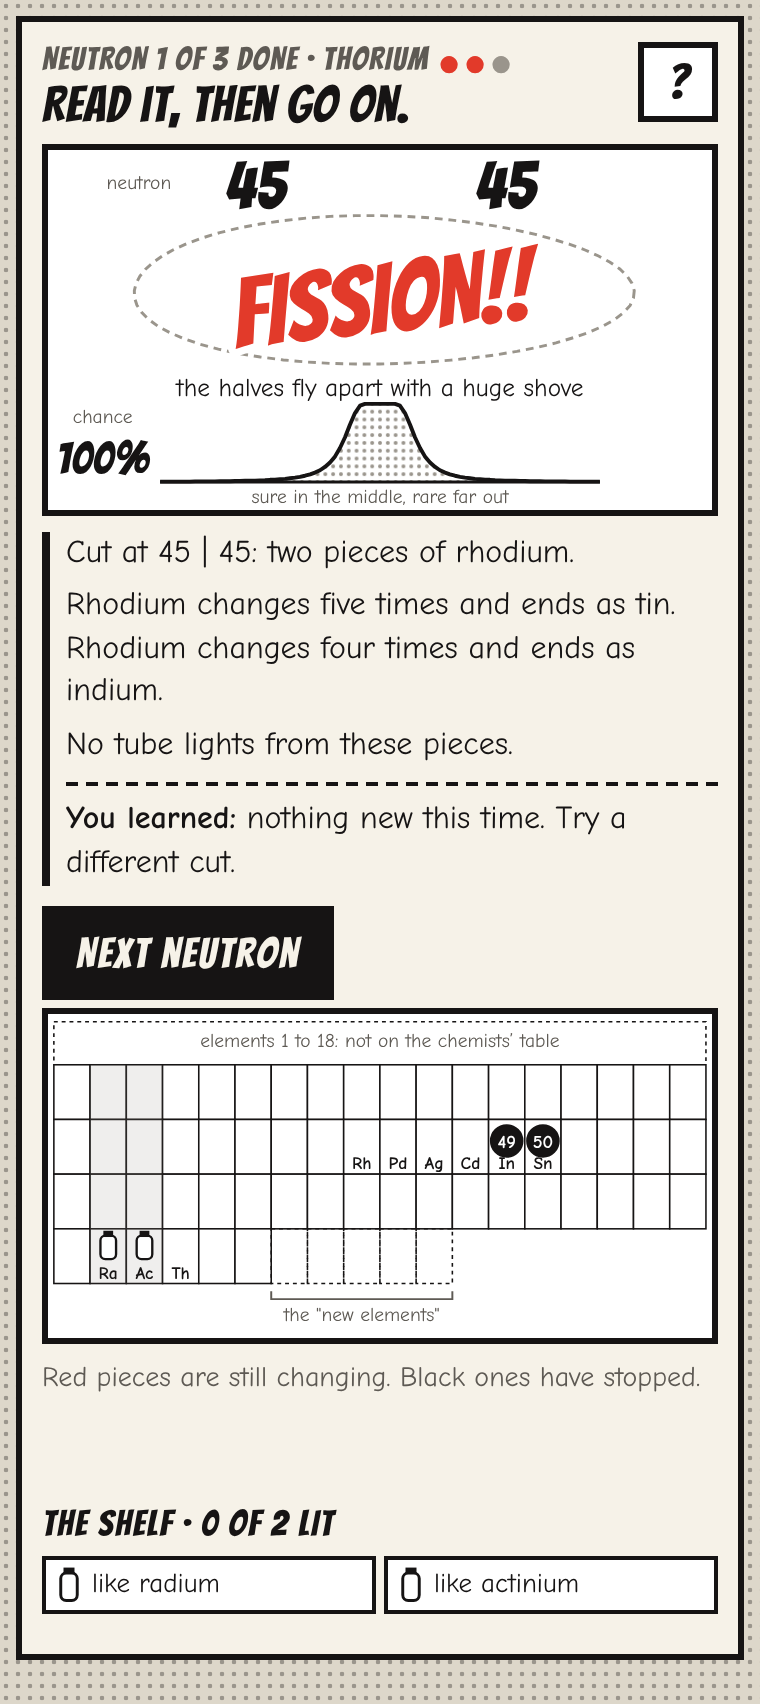 NEUTRON 1 OF 3 DONE · THORIUM
?
READ IT, THEN GO ON.
neutron
45
45
FISSION!!
the halves fly apart with a huge shove
chance
100%
sure in the middle, rare far out
Cut at 45 | 45: two pieces of rhodium.
Rhodium changes five times and ends as tin.
Rhodium changes four times and ends as
indium.
No tube lights from these pieces.
You learned: nothing new this time. Try a
different cut.
NEXT NEUTRON
elements 1 to 18: not on the chemists' table
49 50
Rh Pd Ag Cd In Sn
Ra Ac Th
the "new elements"
Red pieces are still changing. Black ones have stopped.
THE SHELF · 0 OF 2 LIT
like radium
like actinium